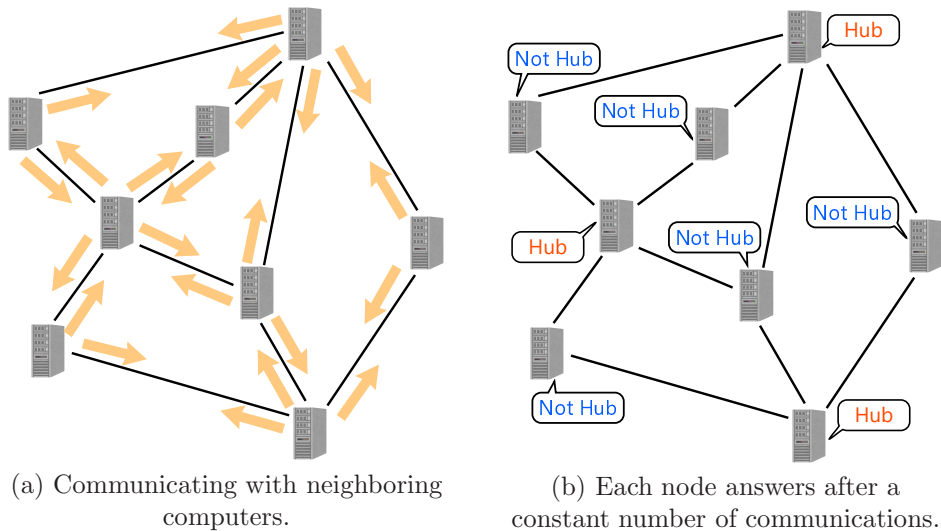 Hub
Not Hub
Not Hub
Not Hub
Not Hub
Hub
Not Hub
Hub
(a) Communicating with neighboring
computers.
(b) Each node answers after a
constant number of communications.